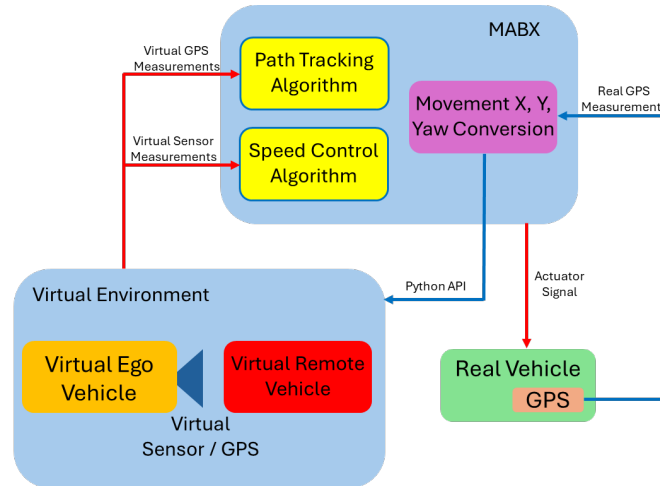 MABX
Virtual GPS
Measurements
Path Tracking
Algorithm
Movement X, Y,
Yaw Conversion
Real GPS
Measurement
Virtual Sensor
Measurements
Speed Control
Algorithm
Python API
Actuator
Signal
Virtual Environment
Virtual Ego
Vehicle
Virtual Remote
Vehicle
Virtual
Sensor / GPS
Real Vehicle
GPS